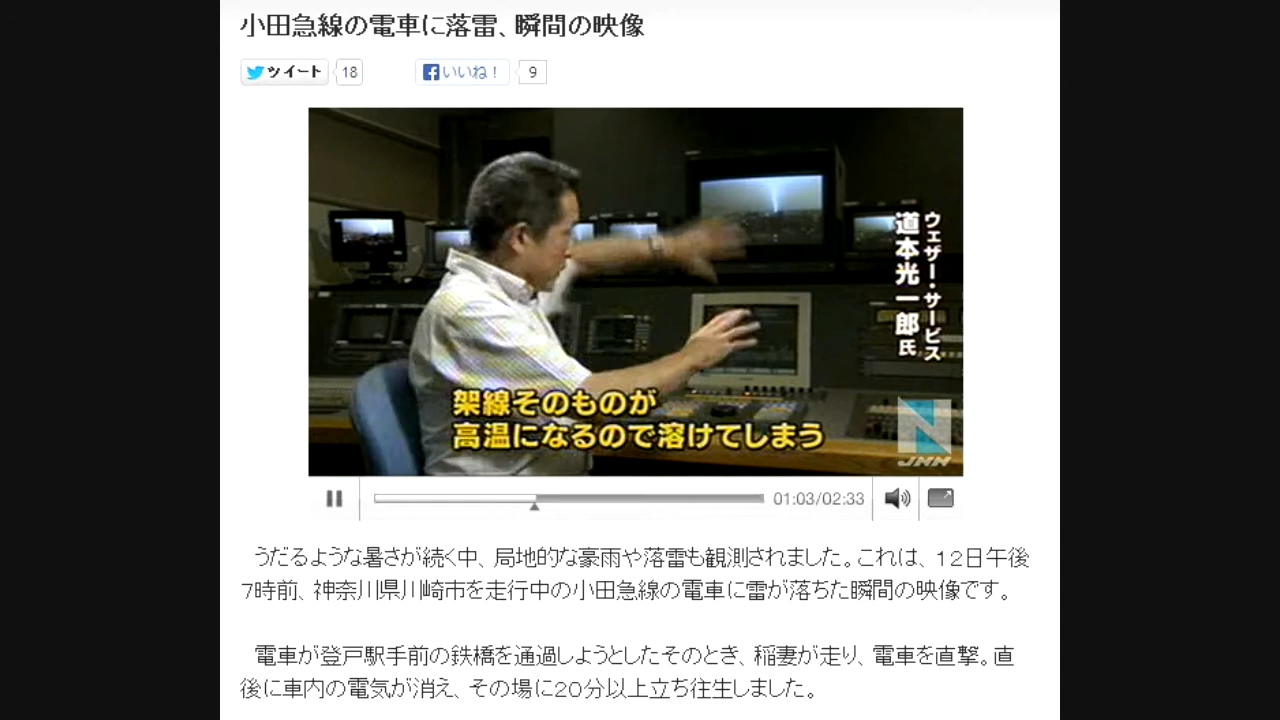 小田急線の電車に落雷、瞬間の映像
ツイート 18 いいね！ 9
ウェザー・サービス
道本光一郎氏
架線そのものが
高温になるので溶けてしまう
N
JNN
01:03/02:33
うだるような暑さが続く中、局地的な豪雨や落雷も観測されました。これは、１２日午後
７時前、神奈川県川崎市を走行中の小田急線の電車に雷が落ちた瞬間の映像です。
電車が登戸駅手前の鉄橋を通過しようとしたそのとき、稲妻が走り、電車を直撃。直
後に車内の電気が消え、その場に２０分以上立ち往生しました。